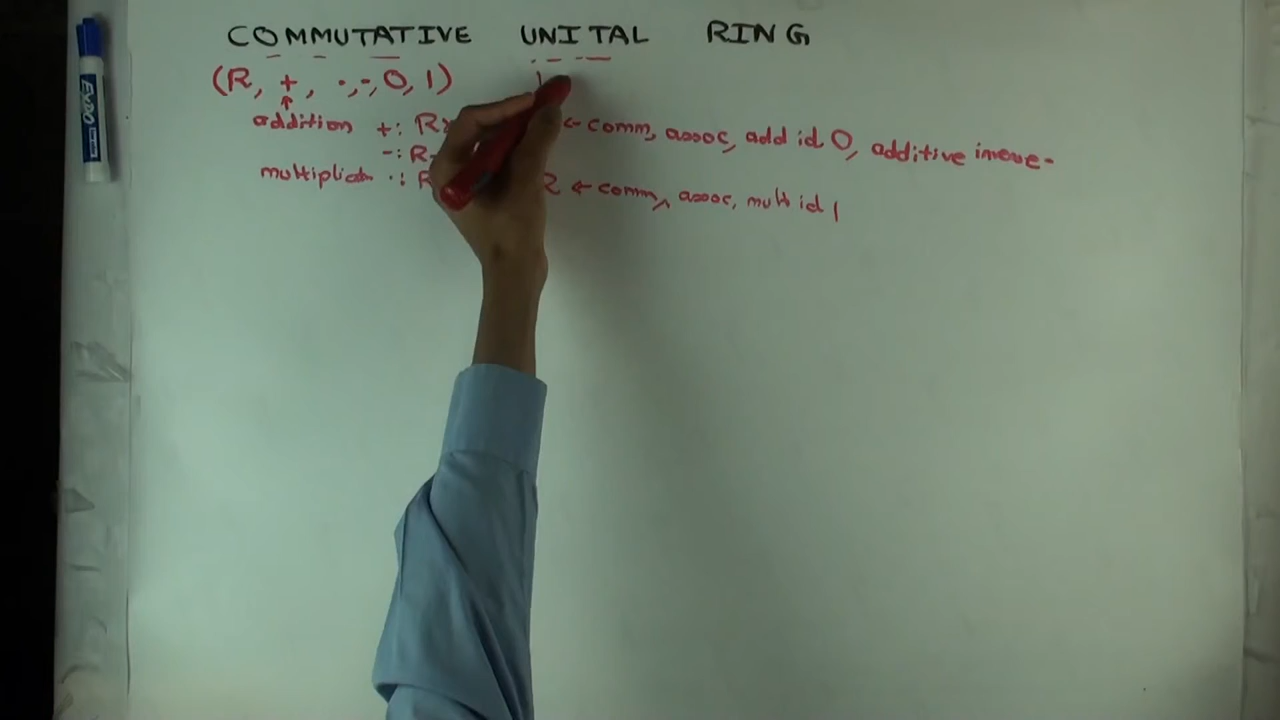 COMMUTATIVE UNITAL RING
(R, +, ·, -, 0, 1)
addition +: R× ← comm, assoc, add id 0, additive inverse
-: R
multiplicatn ·: R R ← comm, assoc, mult id 1
EXPO